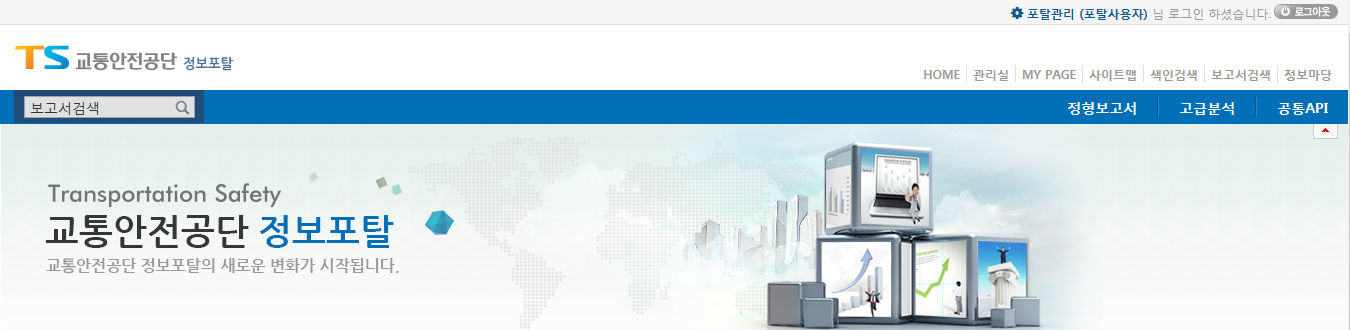 포탈관리 (포탈사용자) 님 로그인 하셨습니다. 로그아웃
TS 교통안전공단 정보포탈
HOME 관리실 MY PAGE 사이트맵 색인검색 보고서검색 정보마당
보고서검색 정형보고서 고급분석 공통API
Transportation Safety
교통안전공단 정보포탈
교통안전공단 정보포탈의 새로운 변화가 시작됩니다.